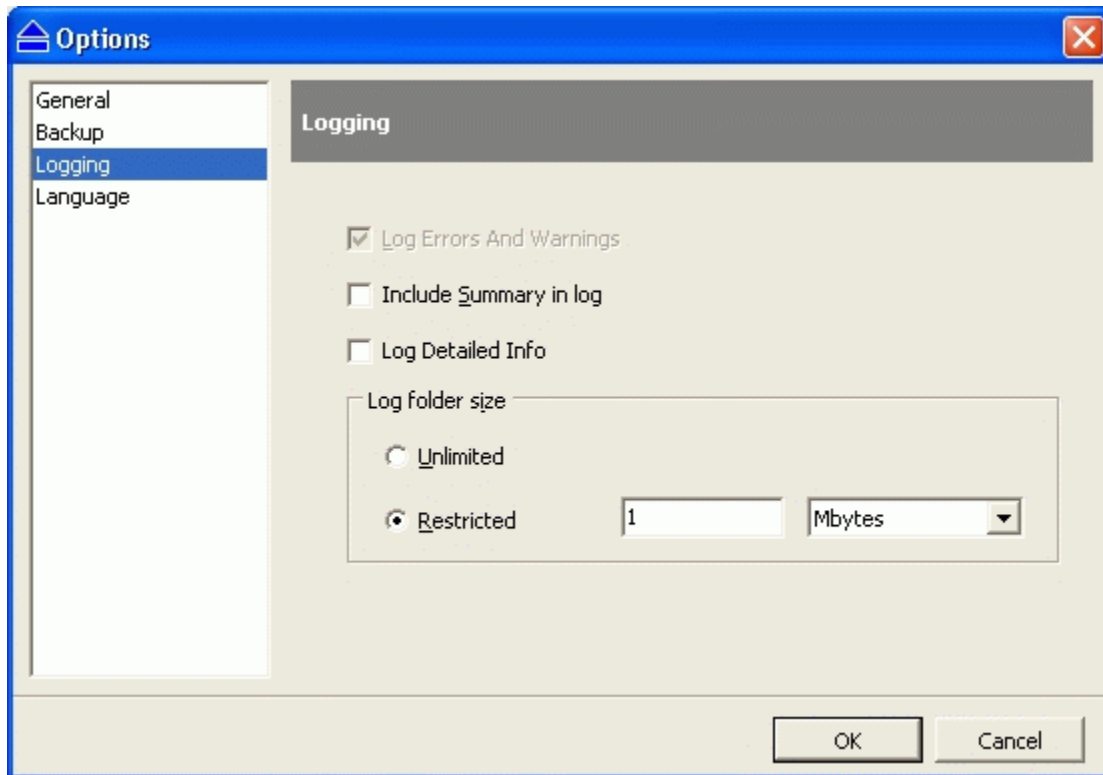 Options
General
Backup
Logging
Language
Logging
Log Errors And Warnings
Include Summary in log
Log Detailed Info
Log folder size
Unlimited
Restricted 1 Mbytes
OK Cancel